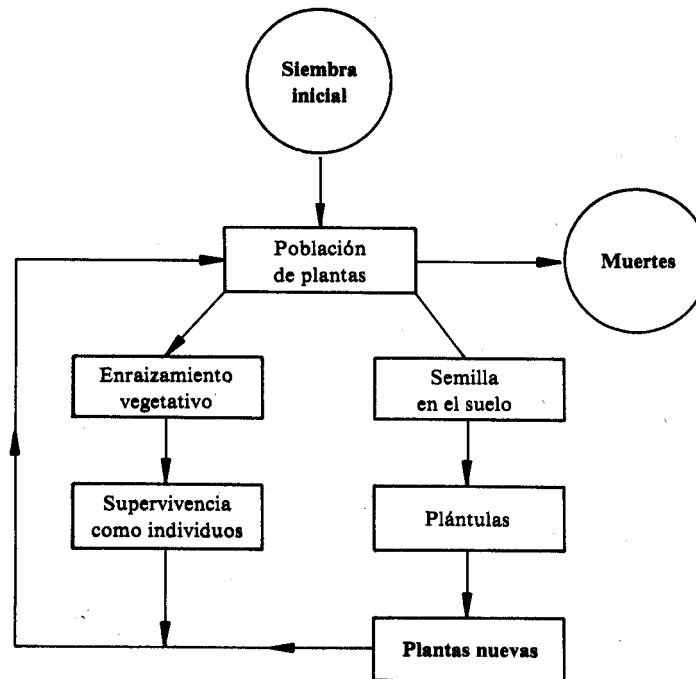 Siembra
inicial
Población
de plantas
Muertes
Enraizamiento
vegetativo
Semilla
en el suelo
Supervivencia
como individuos
Plántulas
Plantas nuevas